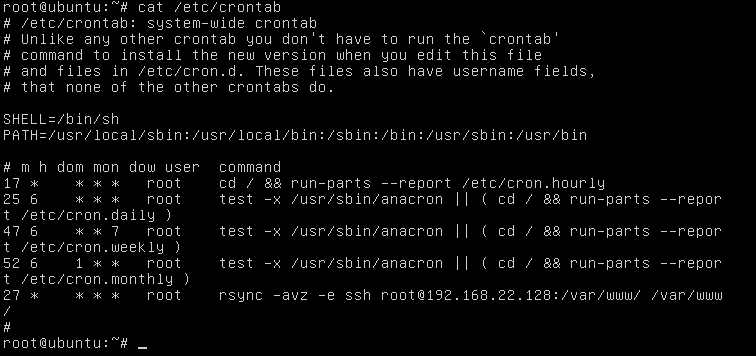 root@ubuntu:~# cat /etc/crontab
# /etc/crontab: system-wide crontab
# Unlike any other crontab you don't have to run the `crontab'
# command to install the new version when you edit this file
# and files in /etc/cron.d. These files also have username fields,
# that none of the other crontabs do.

SHELL=/bin/sh
PATH=/usr/local/sbin:/usr/local/bin:/sbin:/bin:/usr/sbin:/usr/bin

# m h dom mon dow user  command
17 *    * * *   root    cd / && run-parts --report /etc/cron.hourly
25 6    * * *   root    test -x /usr/sbin/anacron || ( cd / && run-parts --repor
t /etc/cron.daily )
47 6    * * 7   root    test -x /usr/sbin/anacron || ( cd / && run-parts --repor
t /etc/cron.weekly )
52 6    1 * *   root    test -x /usr/sbin/anacron || ( cd / && run-parts --repor
t /etc/cron.monthly )
27 *    * * *   root    rsync -avz -e ssh root@192.168.22.128:/var/www/ /var/www
/
#
root@ubuntu:~# _